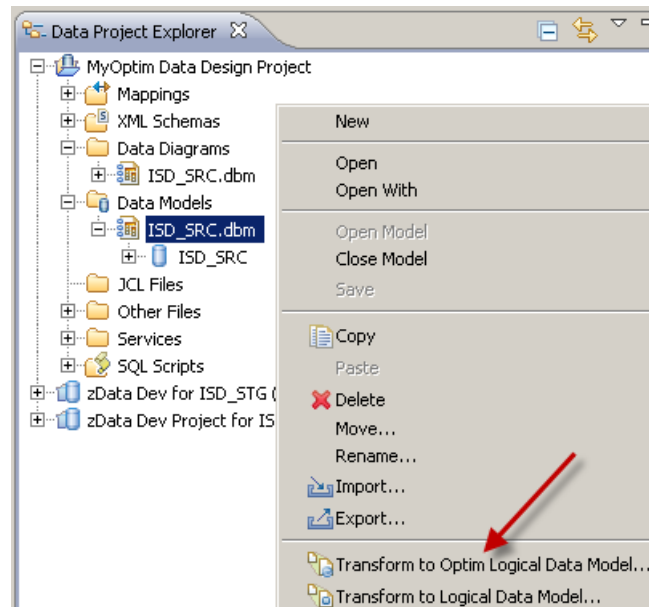 Data Project Explorer
MyOptim Data Design Project
Mappings
XML Schemas
Data Diagrams
ISD_SRC.dbm
Data Models
ISD_SRC.dbm
ISD_SRC
JCL Files
Other Files
Services
SQL Scripts
zData Dev for ISD_STG (
zData Dev Project for IS
New
Open
Open With
Open Model
Close Model
Save
Copy
Paste
Delete
Move...
Rename...
Import...
Export...
Transform to Optim Logical Data Model...
Transform to Logical Data Model...